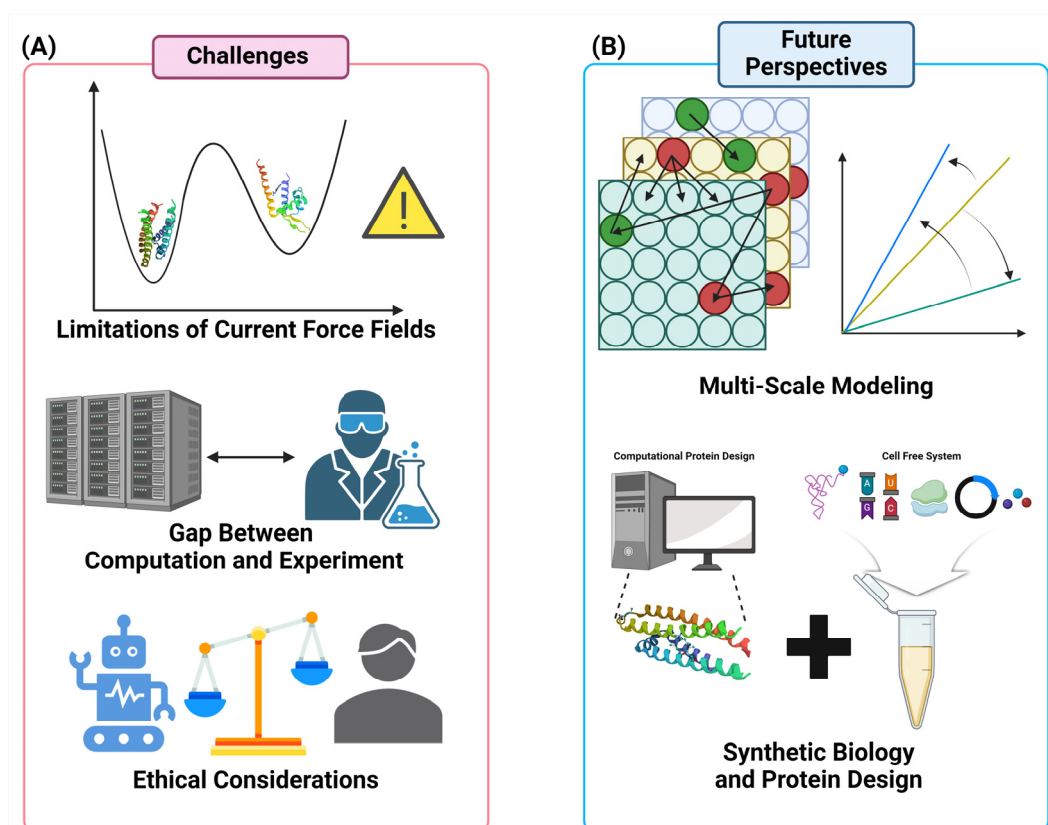 (A)
Challenges
Limitations of Current Force Fields
Gap Between
Computation and Experiment
Ethical Considerations
(B)
Future
Perspectives
Multi-Scale Modeling
Computational Protein Design
Cell Free System
A
U
G
C
Synthetic Biology
and Protein Design